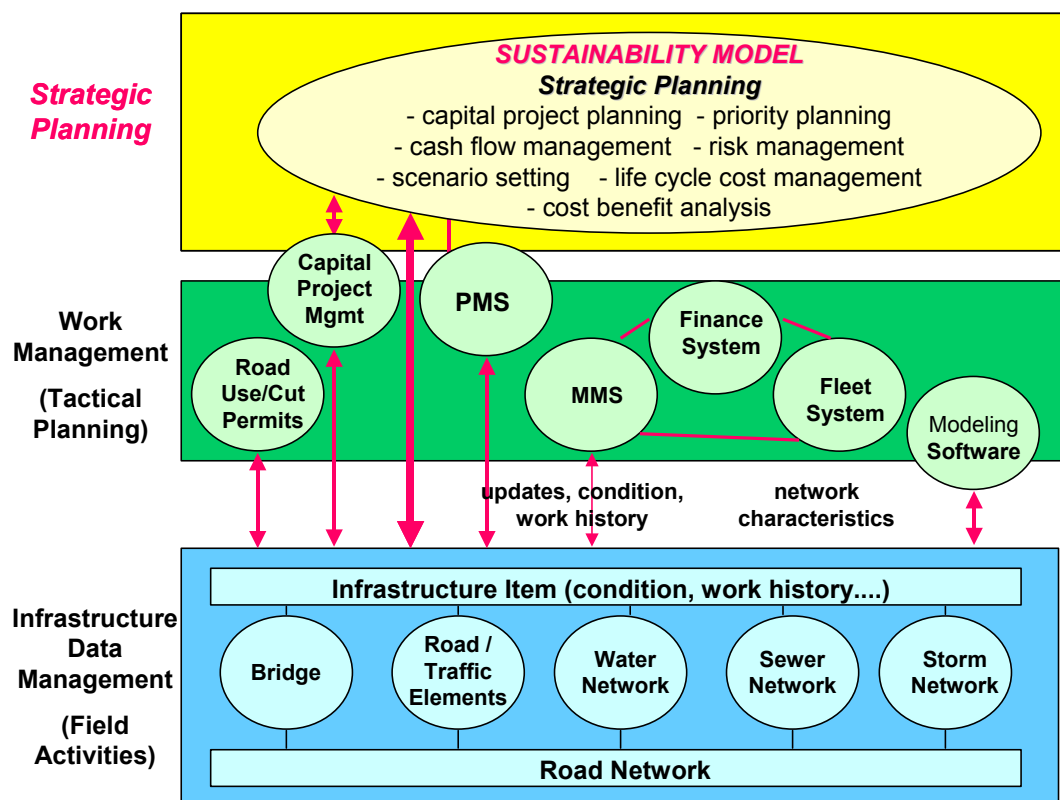 Strategic
Planning
SUSTAINABILITY MODEL
Strategic Planning
- capital project planning - priority planning
- cash flow management - risk management
- scenario setting - life cycle cost management
- cost benefit analysis
Work
Management
(Tactical
Planning)
Capital
Project
Mgmt
PMS
Road
Use/Cut
Permits
MMS
Finance
System
Fleet
System
Modeling
Software
updates, condition,
work history
network
characteristics
Infrastructure
Data
Management
(Field
Activities)
Infrastructure Item (condition, work history....)
Bridge
Road /
Traffic
Elements
Water
Network
Sewer
Network
Storm
Network
Road Network